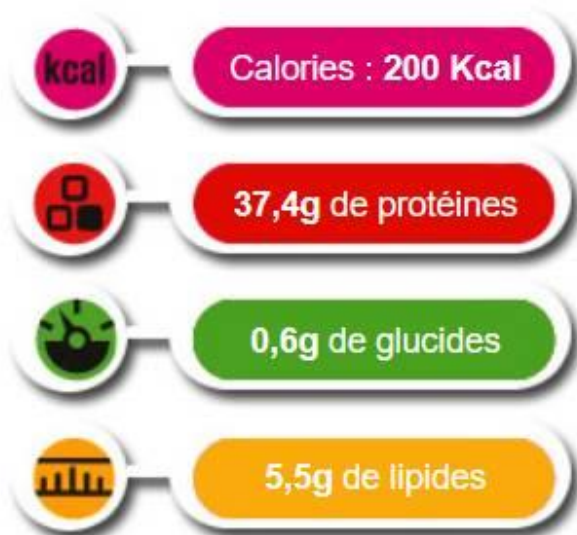 kcal
Calories : 200 Kcal
37,4g de protéines
0,6g de glucides
5,5g de lipides